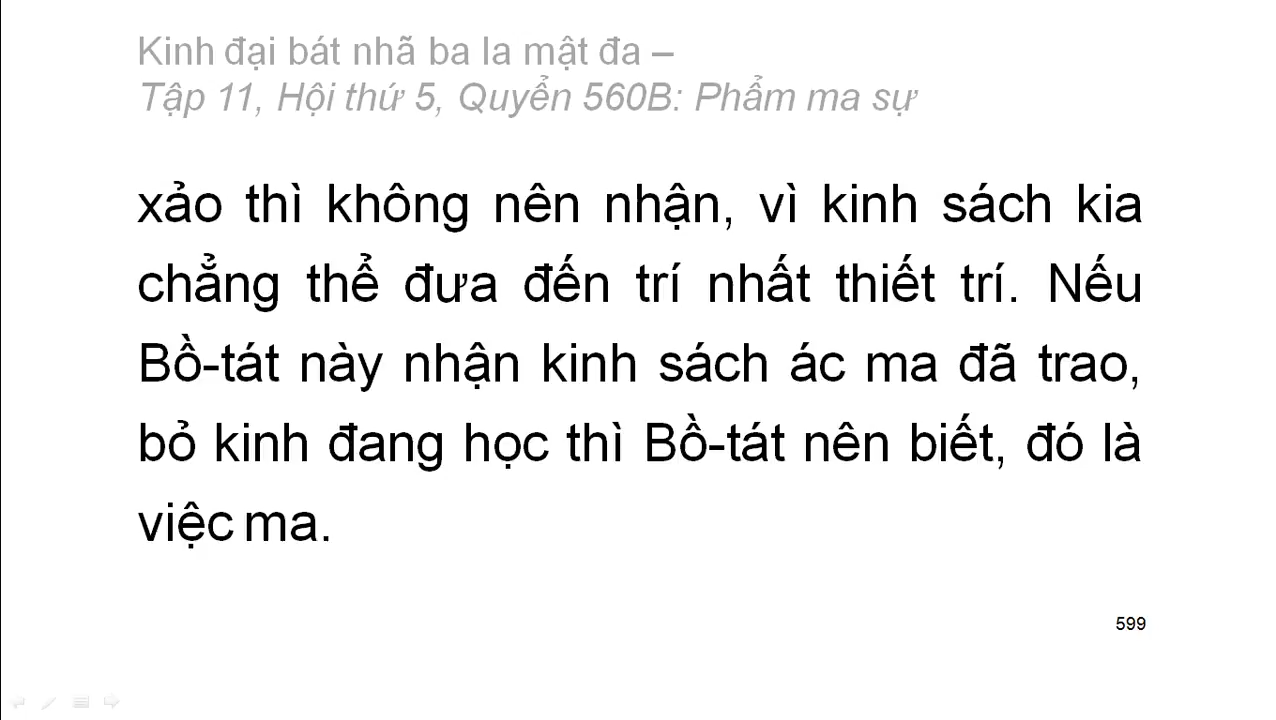 Kinh đại bát nhã ba la mật đa –
Tập 11, Hội thứ 5, Quyển 560B: Phẩm ma sự
xảo thì không nên nhận, vì kinh sách kia
chẳng thể đưa đến trí nhất thiết trí. Nếu
Bồ-tát này nhận kinh sách ác ma đã trao,
bỏ kinh đang học thì Bồ-tát nên biết, đó là
việc ma.
599